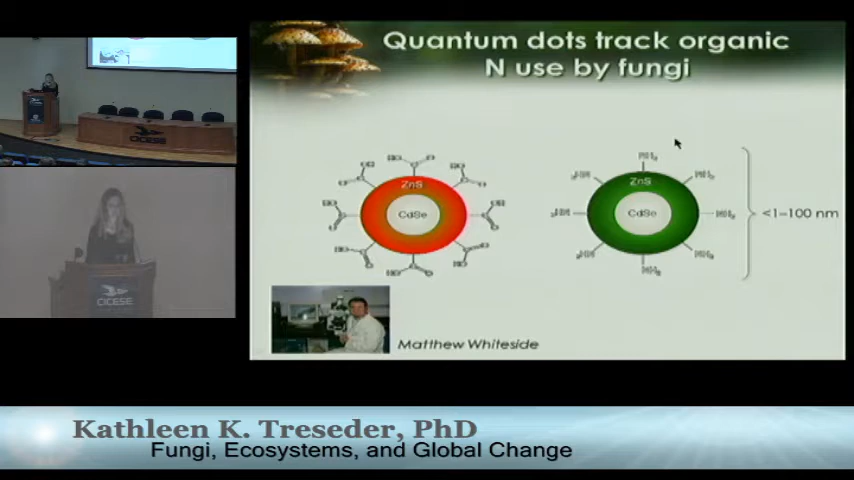 Quantum dots track organic
N use by fungi
ZnS
CdSe
ZnS
CdSe
<1-100 nm
Matthew Whiteside
CICESE
CICESE
Kathleen K. Treseder, PhD
Fungi, Ecosystems, and Global Change